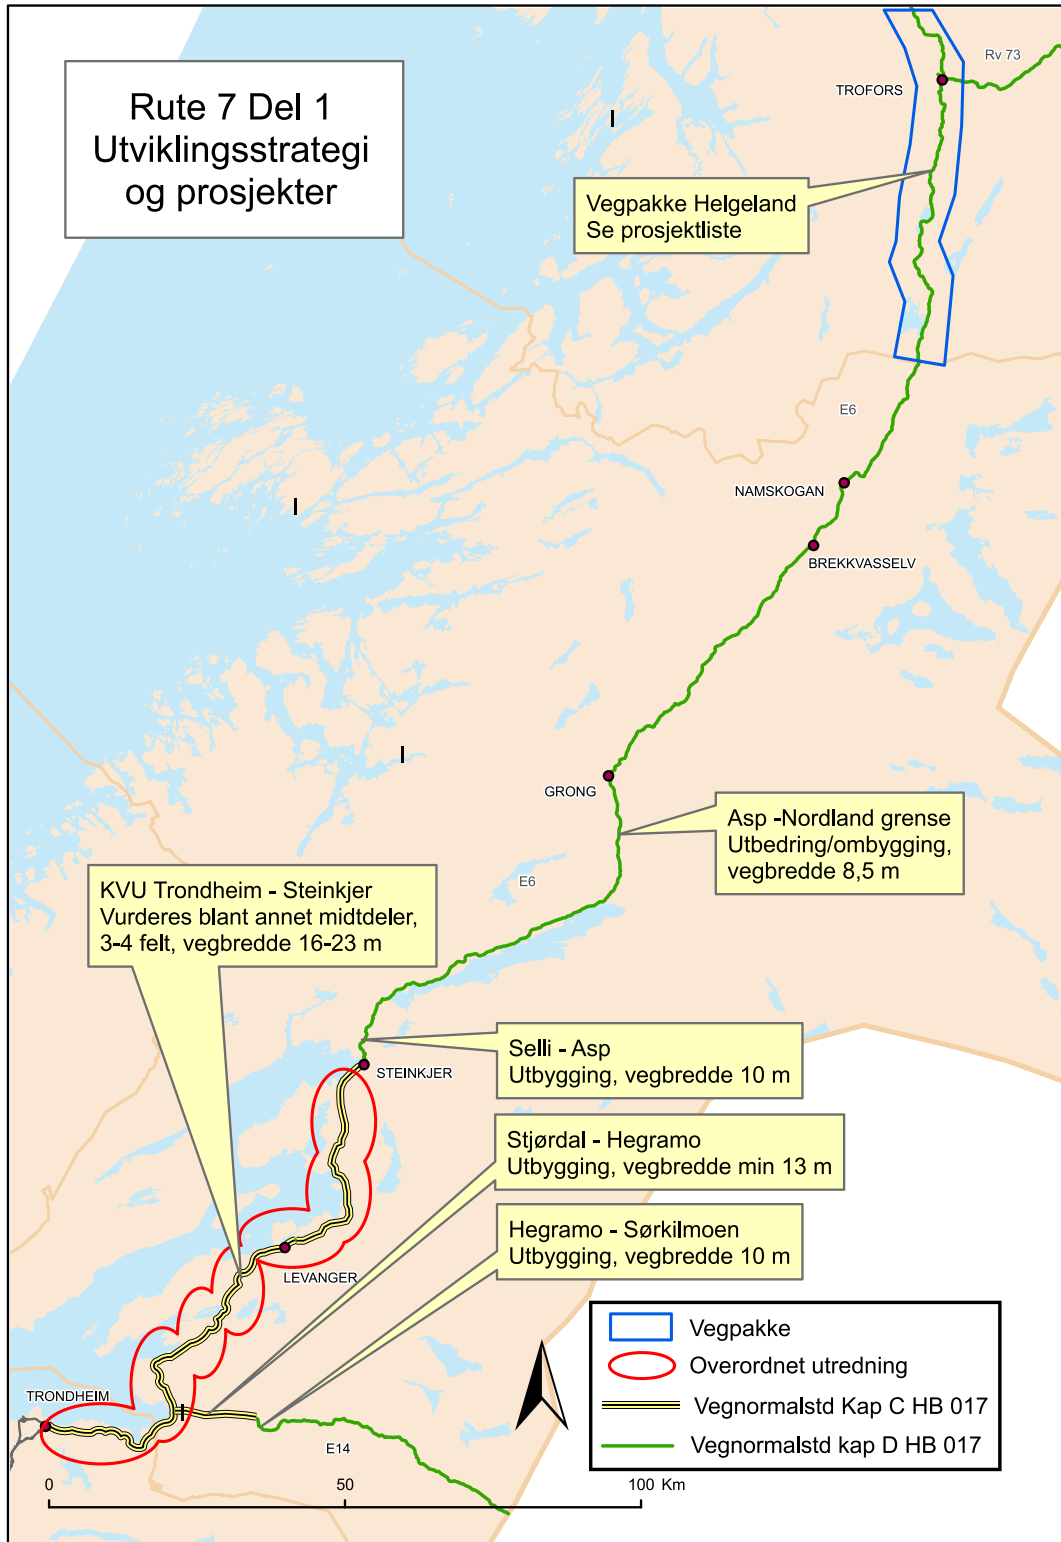 Rute 7 Del 1
Utviklingsstrategi
og prosjekter
Rv 73
TROFORS
Vegpakke Helgeland
Se prosjektliste
E6
NAMSKOGAN
BREKKVASSELV
GRONG
Asp -Nordland grense
Utbedring/ombygging,
vegbredde 8,5 m
E6
KVU Trondheim - Steinkjer
Vurderes blant annet midtdeler,
3-4 felt, vegbredde 16-23 m
Selli - Asp
Utbygging, vegbredde 10 m
STEINKJER
Stjørdal - Hegramo
Utbygging, vegbredde min 13 m
Hegramo - Sørkilmoen
Utbygging, vegbredde 10 m
LEVANGER
TRONDHEIM
E14
Vegpakke
Overordnet utredning
Vegnormalstd Kap C HB 017
Vegnormalstd kap D HB 017
0 50 100 Km